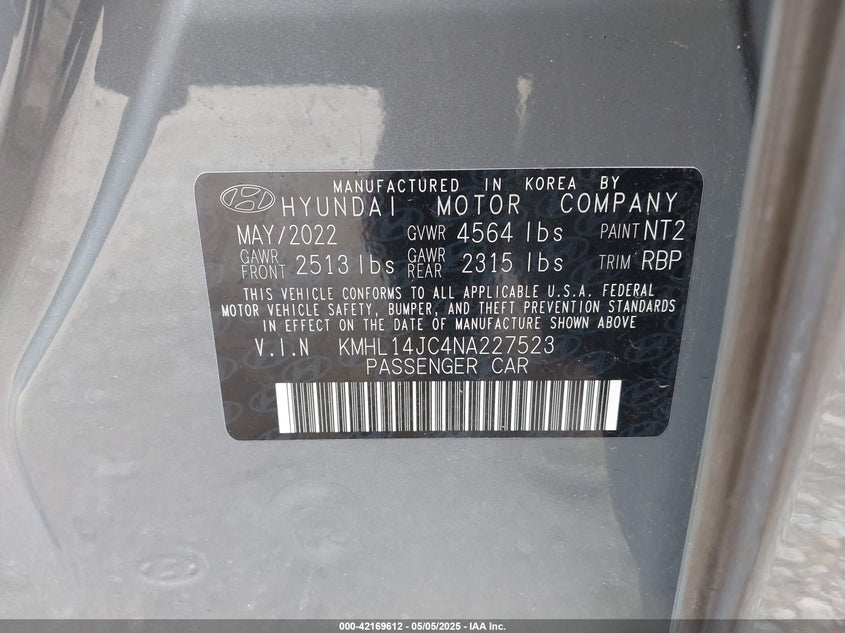 MANUFACTURED IN KOREA BY
HYUNDAI MOTOR COMPANY
MAY/2022 GVWR 4564 lbs PAINT NT2
GAWR FRONT 2513 lbs GAWR REAR 2315 lbs TRIM RBP
THIS VEHICLE CONFORMS TO ALL APPLICABLE U.S.A. FEDERAL
MOTOR VEHICLE SAFETY, BUMPER, AND THEFT PREVENTION STANDARDS
IN EFFECT ON THE DATE OF MANUFACTURE SHOWN ABOVE
V.I.N KMHL14JC4NA227523
PASSENGER CAR
000-42169612 - 05/05/2025 - IAA Inc.